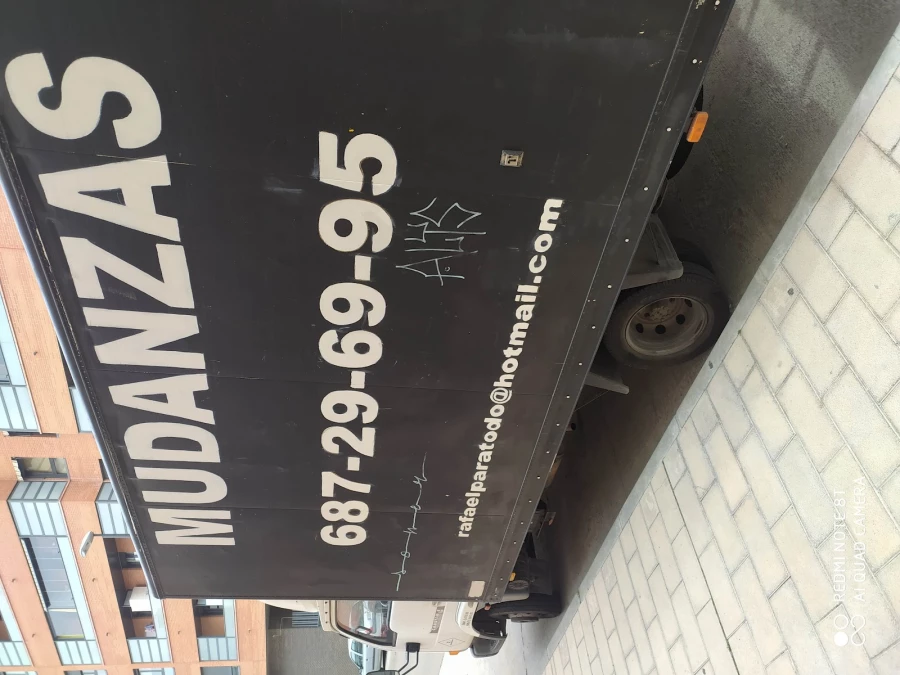 MUDANZAS
687-29-69-95
rafaelparatodo@hotmail.com
REDMI NOTE 8T
AI QUAD CAMERA